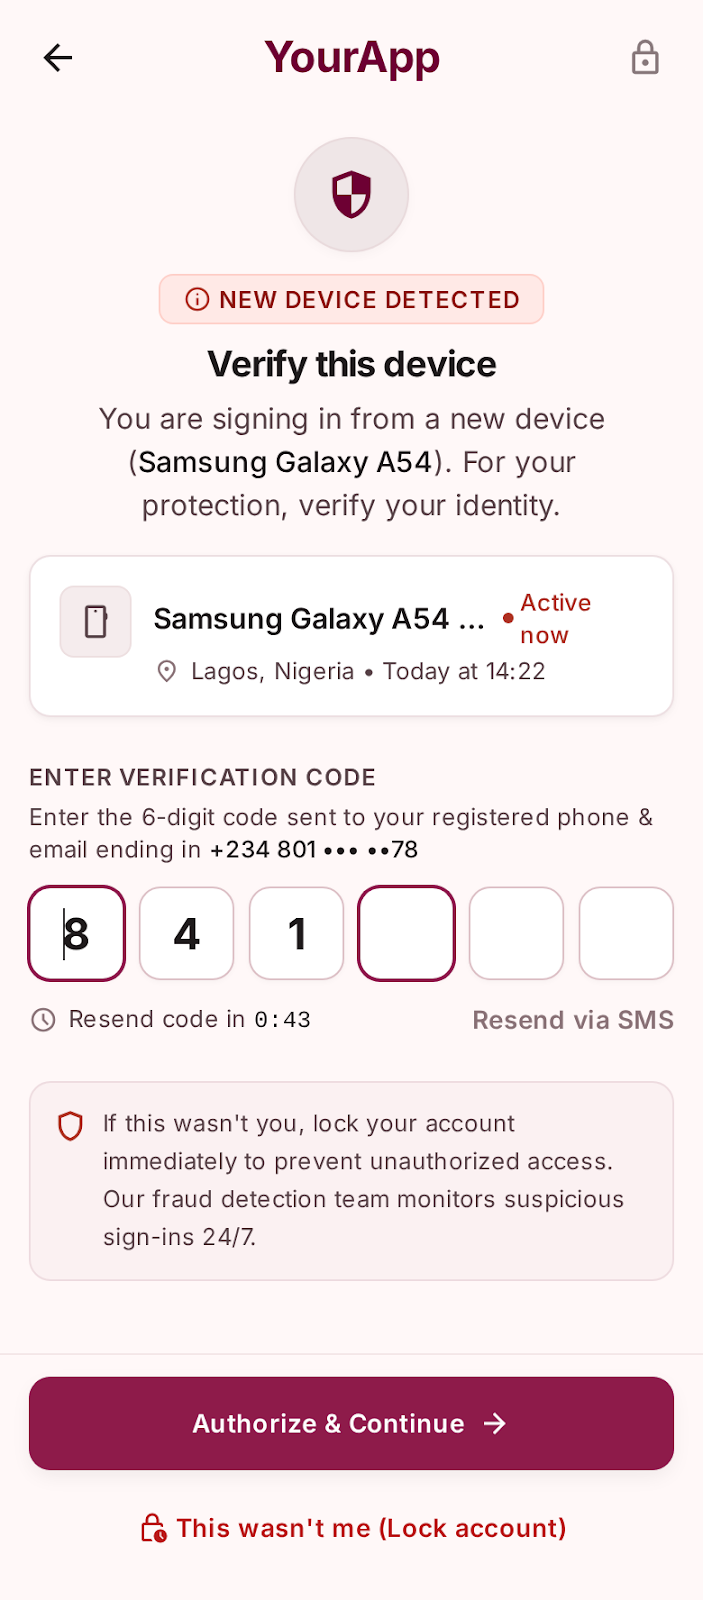 YourApp
NEW DEVICE DETECTED
Verify this device
You are signing in from a new device
(Samsung Galaxy A54). For your
protection, verify your identity.
Samsung Galaxy A54 ... • Active
now
Lagos, Nigeria • Today at 14:22
ENTER VERIFICATION CODE
Enter the 6-digit code sent to your registered phone &
email ending in +234 801 ••• ••78
8 4 1
Resend code in 0:43 Resend via SMS
If this wasn't you, lock your account
immediately to prevent unauthorized access.
Our fraud detection team monitors suspicious
sign-ins 24/7.
Authorize & Continue →
This wasn't me (Lock account)